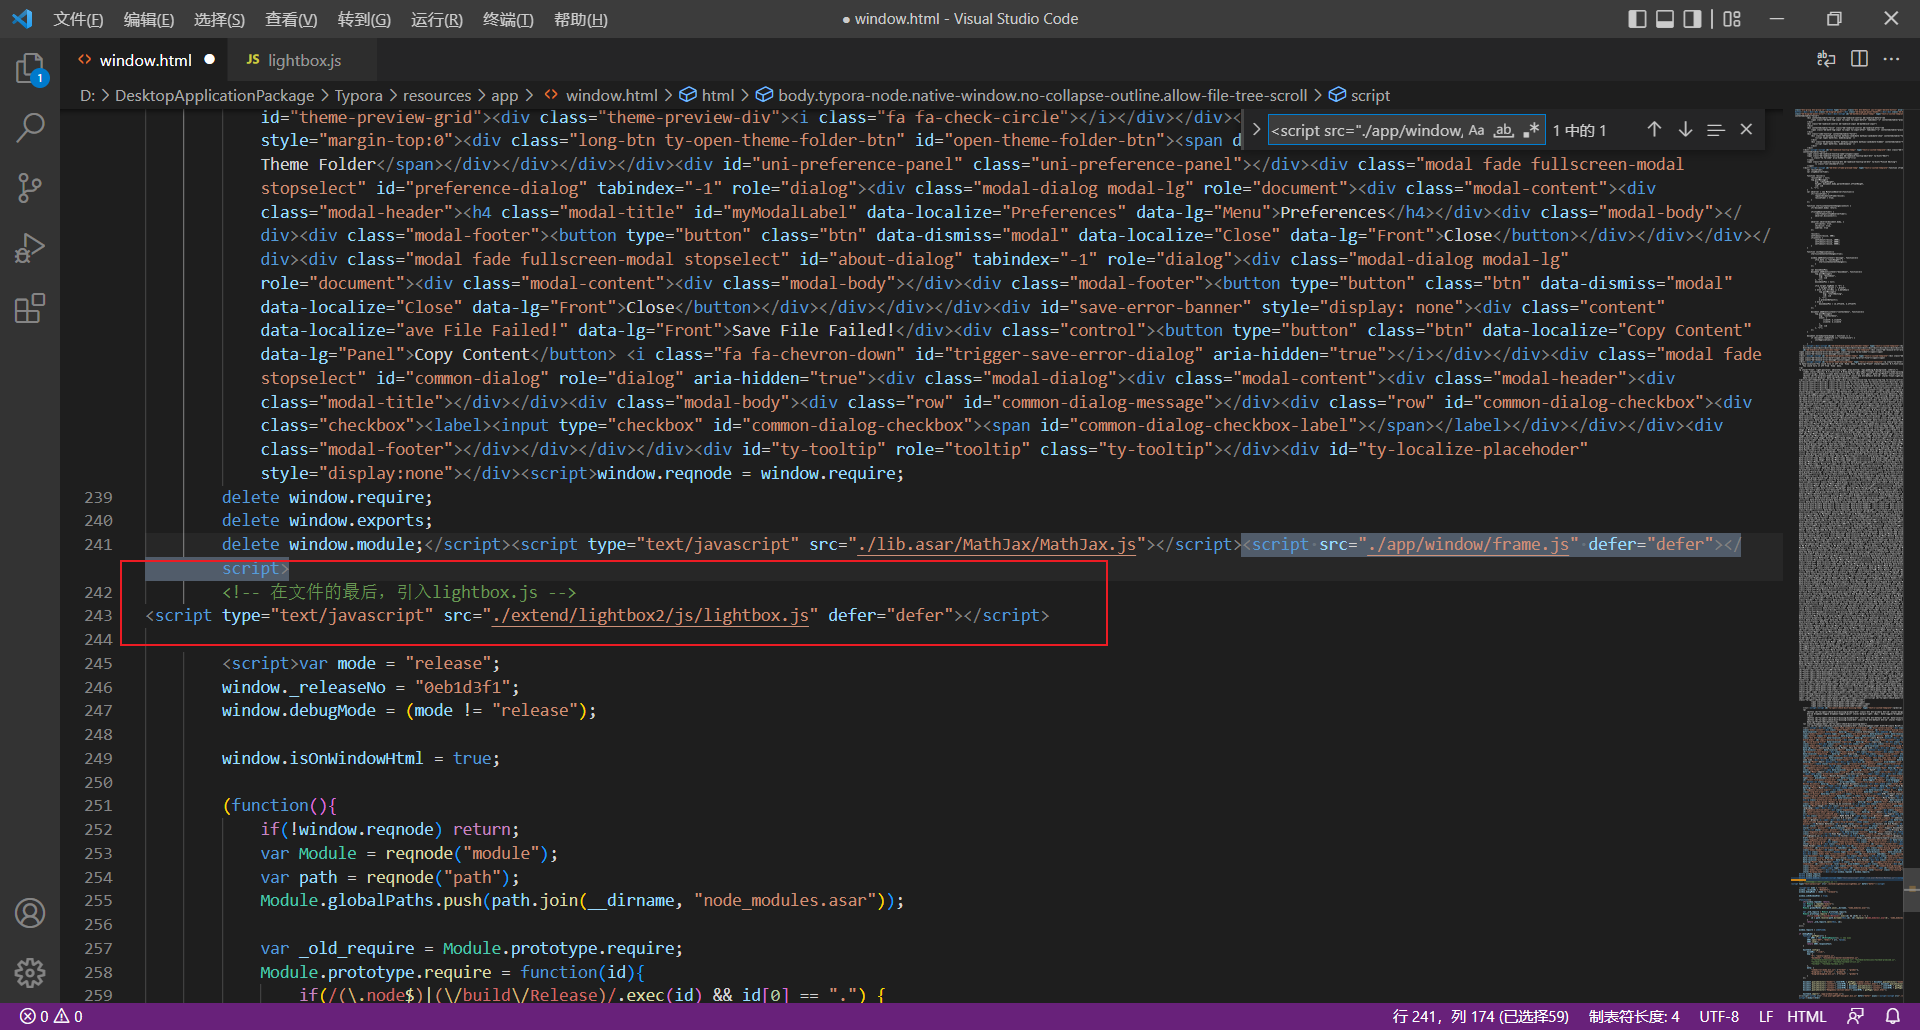 文件(F) 编辑(E) 选择(S) 查看(V) 转到(G) 运行(R) 终端(T) 帮助(H) ● window.html - Visual Studio Code
window.html ● JS lightbox.js
D: > DesktopApplicationPackage > Typora > resources > app > window.html > html > body.typora-node.native-window.no-collapse-outline.allow-file-tree-scroll > script
<script src="./app/window, Aa ab 1 中的 1
id="theme-preview-grid"><div class="theme-preview-div"><i class="fa fa-check-circle"></i></div></div><
style="margin-top:0"><div class="long-btn ty-open-theme-folder-btn" id="open-theme-folder-btn"><span d
Theme Folder</span></div></div></div></div><div id="uni-preference-panel" class="uni-preference-panel"></div><div class="modal fade fullscreen-modal
stopselect" id="preference-dialog" tabindex="-1" role="dialog"><div class="modal-dialog modal-lg" role="document"><div class="modal-content"><div
class="modal-header"><h4 class="modal-title" id="myModalLabel" data-localize="Preferences" data-lg="Menu">Preferences</h4></div><div class="modal-body"></
div><div class="modal-footer"><button type="button" class="btn" data-dismiss="modal" data-localize="Close" data-lg="Front">Close</button></div></div></div></
div><div class="modal fade fullscreen-modal stopselect" id="about-dialog" tabindex="-1" role="dialog"><div class="modal-dialog modal-lg"
role="document"><div class="modal-content"><div class="modal-body"></div><div class="modal-footer"><button type="button" class="btn" data-dismiss="modal"
data-localize="Close" data-lg="Front">Close</button></div></div></div></div><div id="save-error-banner" style="display: none"><div class="content"
data-localize="ave File Failed!" data-lg="Front">Save File Failed!</div><div class="control"><button type="button" class="btn" data-localize="Copy Content"
data-lg="Panel">Copy Content</button> <i class="fa fa-chevron-down" id="trigger-save-error-dialog" aria-hidden="true"></i></div></div><div class="modal fade
stopselect" id="common-dialog" role="dialog" aria-hidden="true"><div class="modal-dialog"><div class="modal-content"><div class="modal-header"><div
class="modal-title"></div></div><div class="modal-body"><div class="row" id="common-dialog-message"></div><div class="row" id="common-dialog-checkbox"><div
class="checkbox"><label><input type="checkbox" id="common-dialog-checkbox"><span id="common-dialog-checkbox-label"></span></label></div></div></div><div
class="modal-footer"></div></div></div></div><div id="ty-tooltip" role="tooltip" class="ty-tooltip"></div><div id="ty-localize-placehoder"
style="display:none"></div><script>window.reqnode = window.require;
239 delete window.require;
240 delete window.exports;
241 delete window.module;</script><script type="text/javascript" src="./lib.asar/MathJax/MathJax.js"></script><script src="./app/window/frame.js" defer="defer"></
script>
242 <!-- 在文件的最后，引入lightbox.js -->
243 <script type="text/javascript" src="./extend/lightbox2/js/lightbox.js" defer="defer"></script>
244
245 <script>var mode = "release";
246 window._releaseNo = "0eb1d3f1";
247 window.debugMode = (mode != "release");
248
249 window.isOnWindowHtml = true;
250
251 (function(){
252 if(!window.reqnode) return;
253 var Module = reqnode("module");
254 var path = reqnode("path");
255 Module.globalPaths.push(path.join(__dirname, "node_modules.asar"));
256
257 var _old_require = Module.prototype.require;
258 Module.prototype.require = function(id){
259 if(/(\.node$)|(\/build\/Release)/.exec(id) && id[0] == ".") {
1
0 0 行 241，列 174 (已选择59) 制表符长度: 4 UTF-8 LF HTML